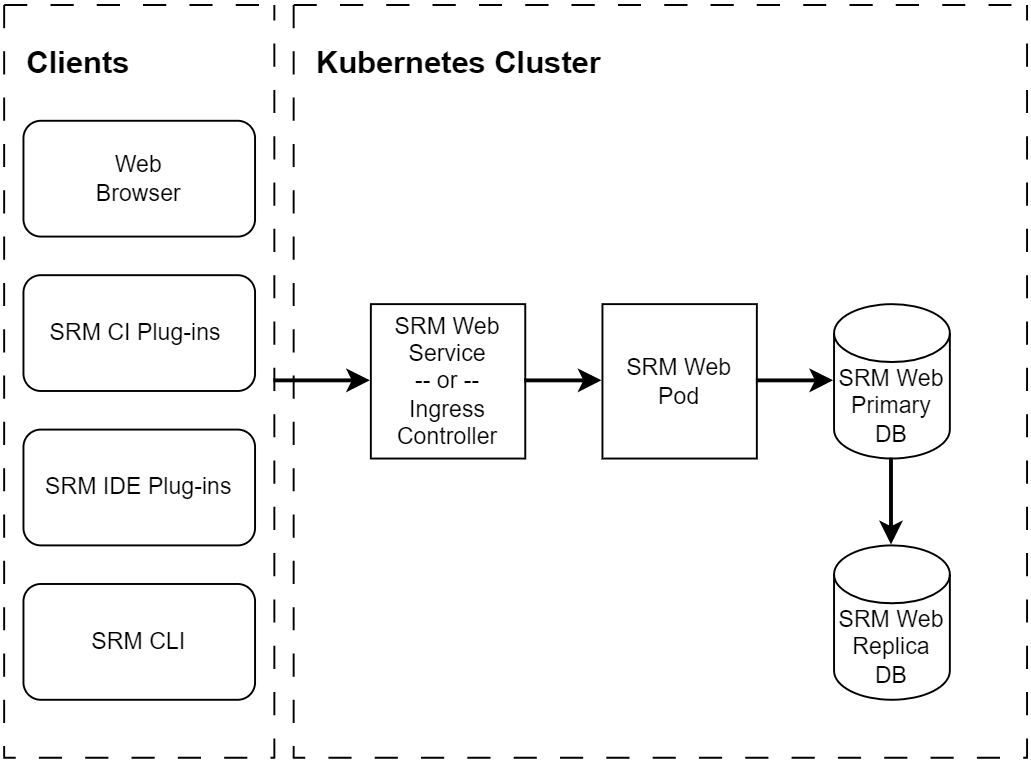 Clients
Web
Browser
SRM CI Plug-ins
SRM IDE Plug-ins
SRM CLI
Kubernetes Cluster
SRM Web
Service
-- or --
Ingress
Controller
SRM Web
Pod
SRM Web
Primary
DB
SRM Web
Replica
DB